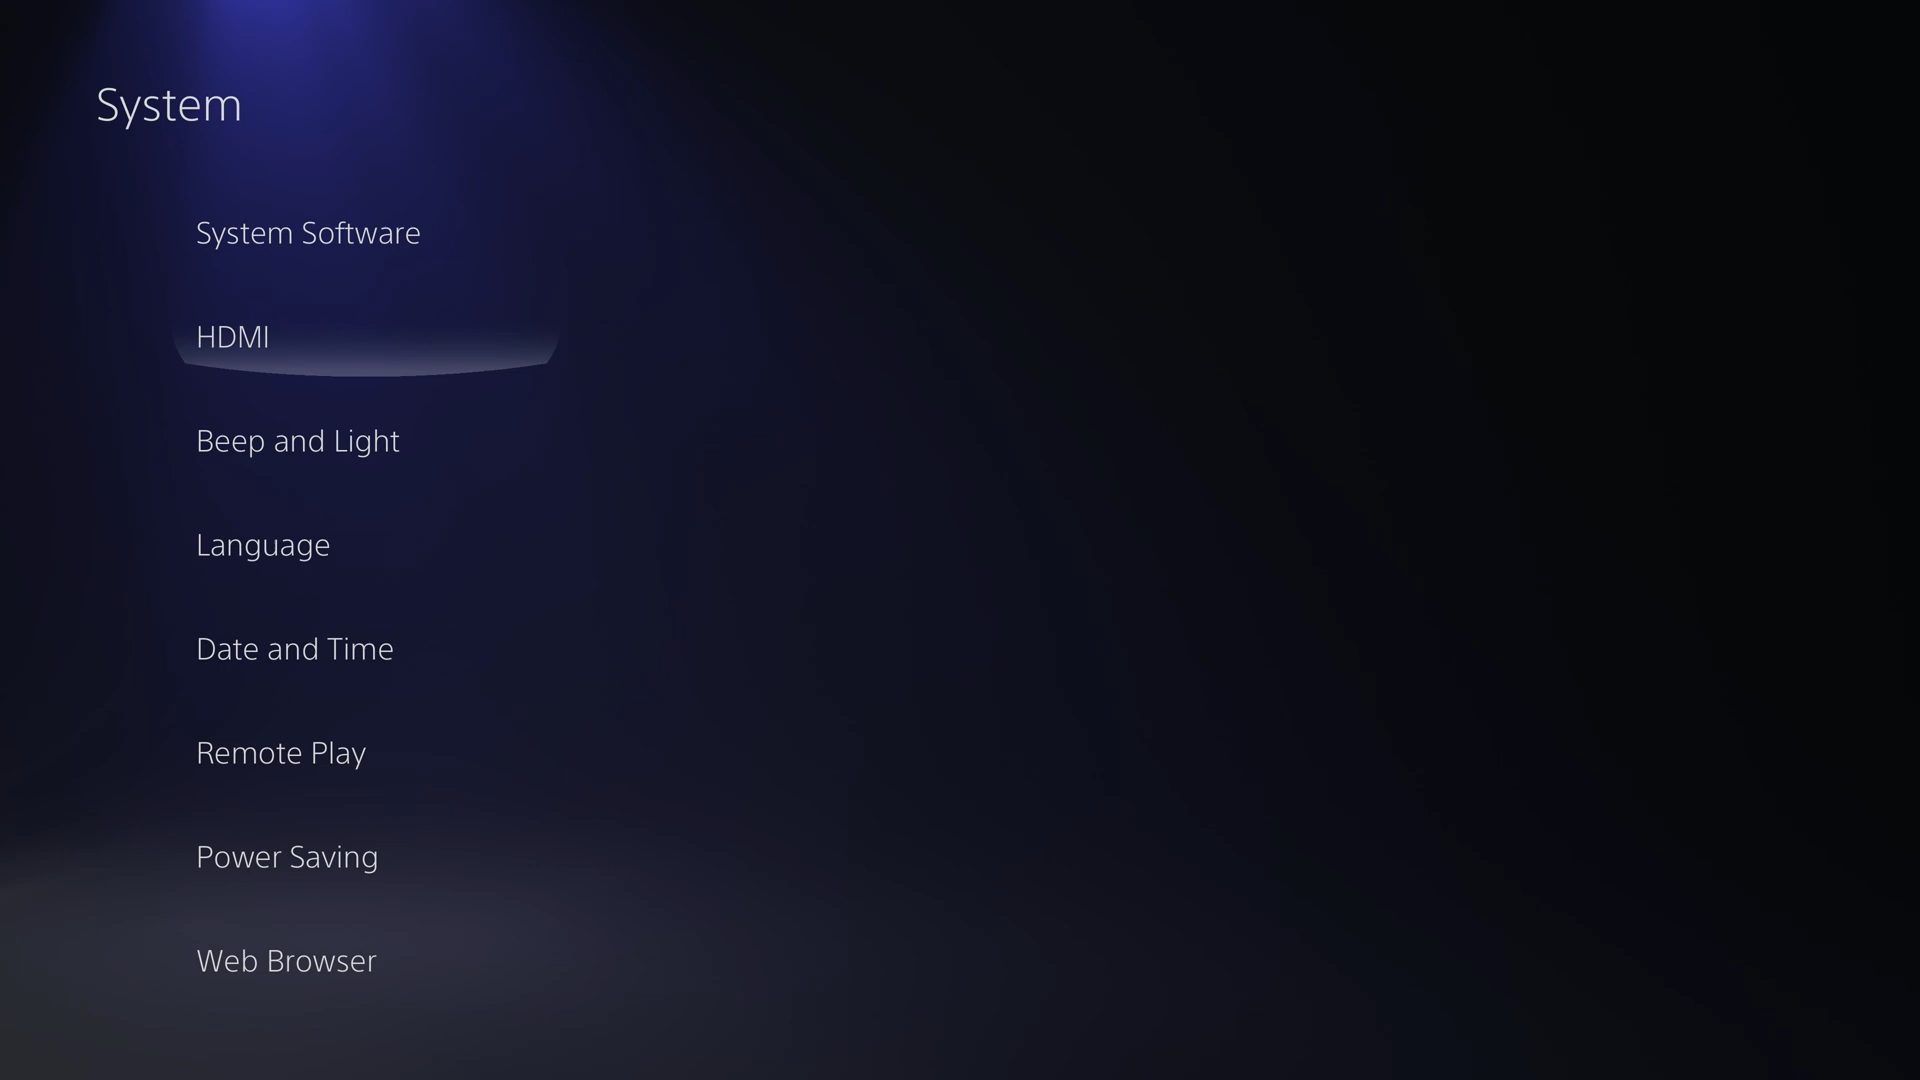 System
System Software
HDMI
Beep and Light
Language
Date and Time
Remote Play
Power Saving
Web Browser